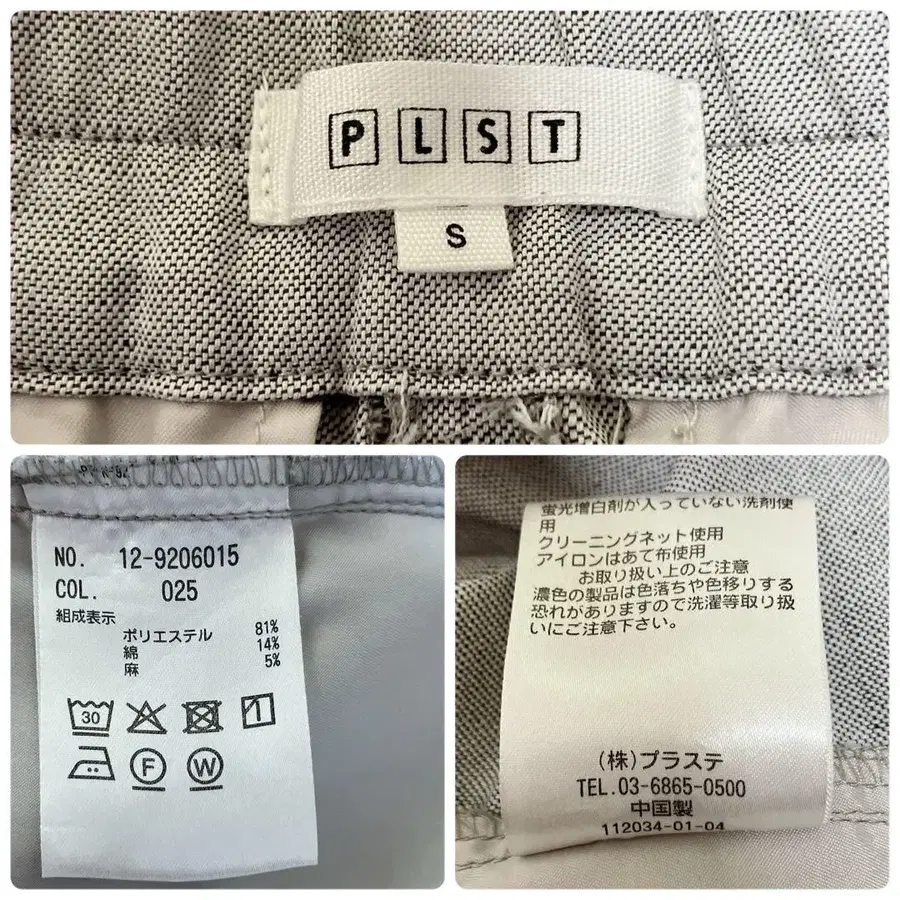 PLST
S
NO. 12-9206015
COL. 025
組成表示
ポリエステル 81%
綿 14%
麻 5%
30
F W
蛍光増白剤が入っていない洗剤使
用
クリーニングネット使用
アイロンはあて布使用
お取り扱い上のご注意
濃色の製品は色落ちや色移りする
恐れがありますので洗濯等取り扱
いにご注意下さい。
(株)プラステ
TEL.03-6865-0500
中国製
112034-01-04